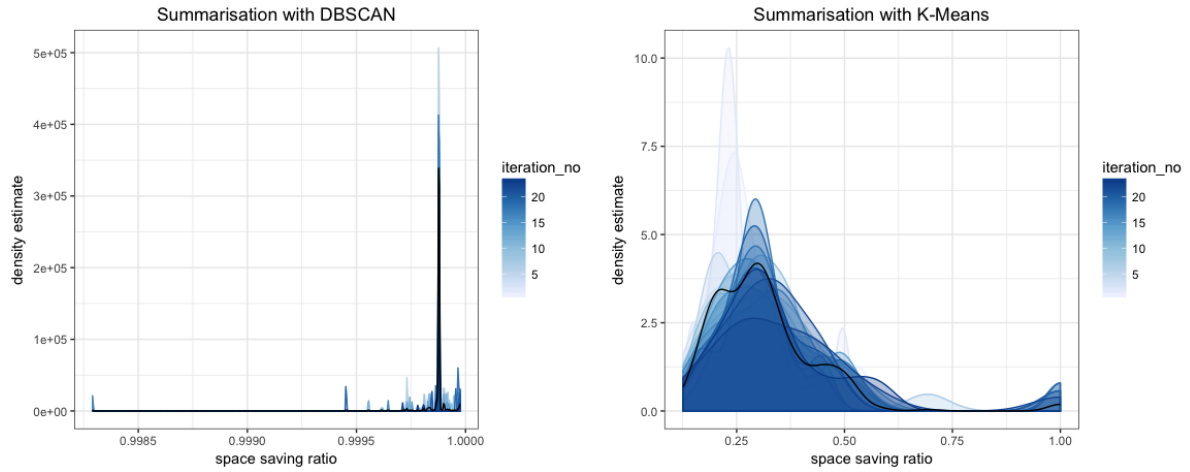 Summarisation with DBSCAN
5e+05
4e+05
3e+05
2e+05
1e+05
0e+00
density estimate
0.9985
0.9990
0.9995
1.0000
space saving ratio
iteration_no
20
15
10
5
Summarisation with K-Means
10.0
7.5
5.0
2.5
0.0
density estimate
0.25
0.50
0.75
1.00
space saving ratio
iteration_no
20
15
10
5